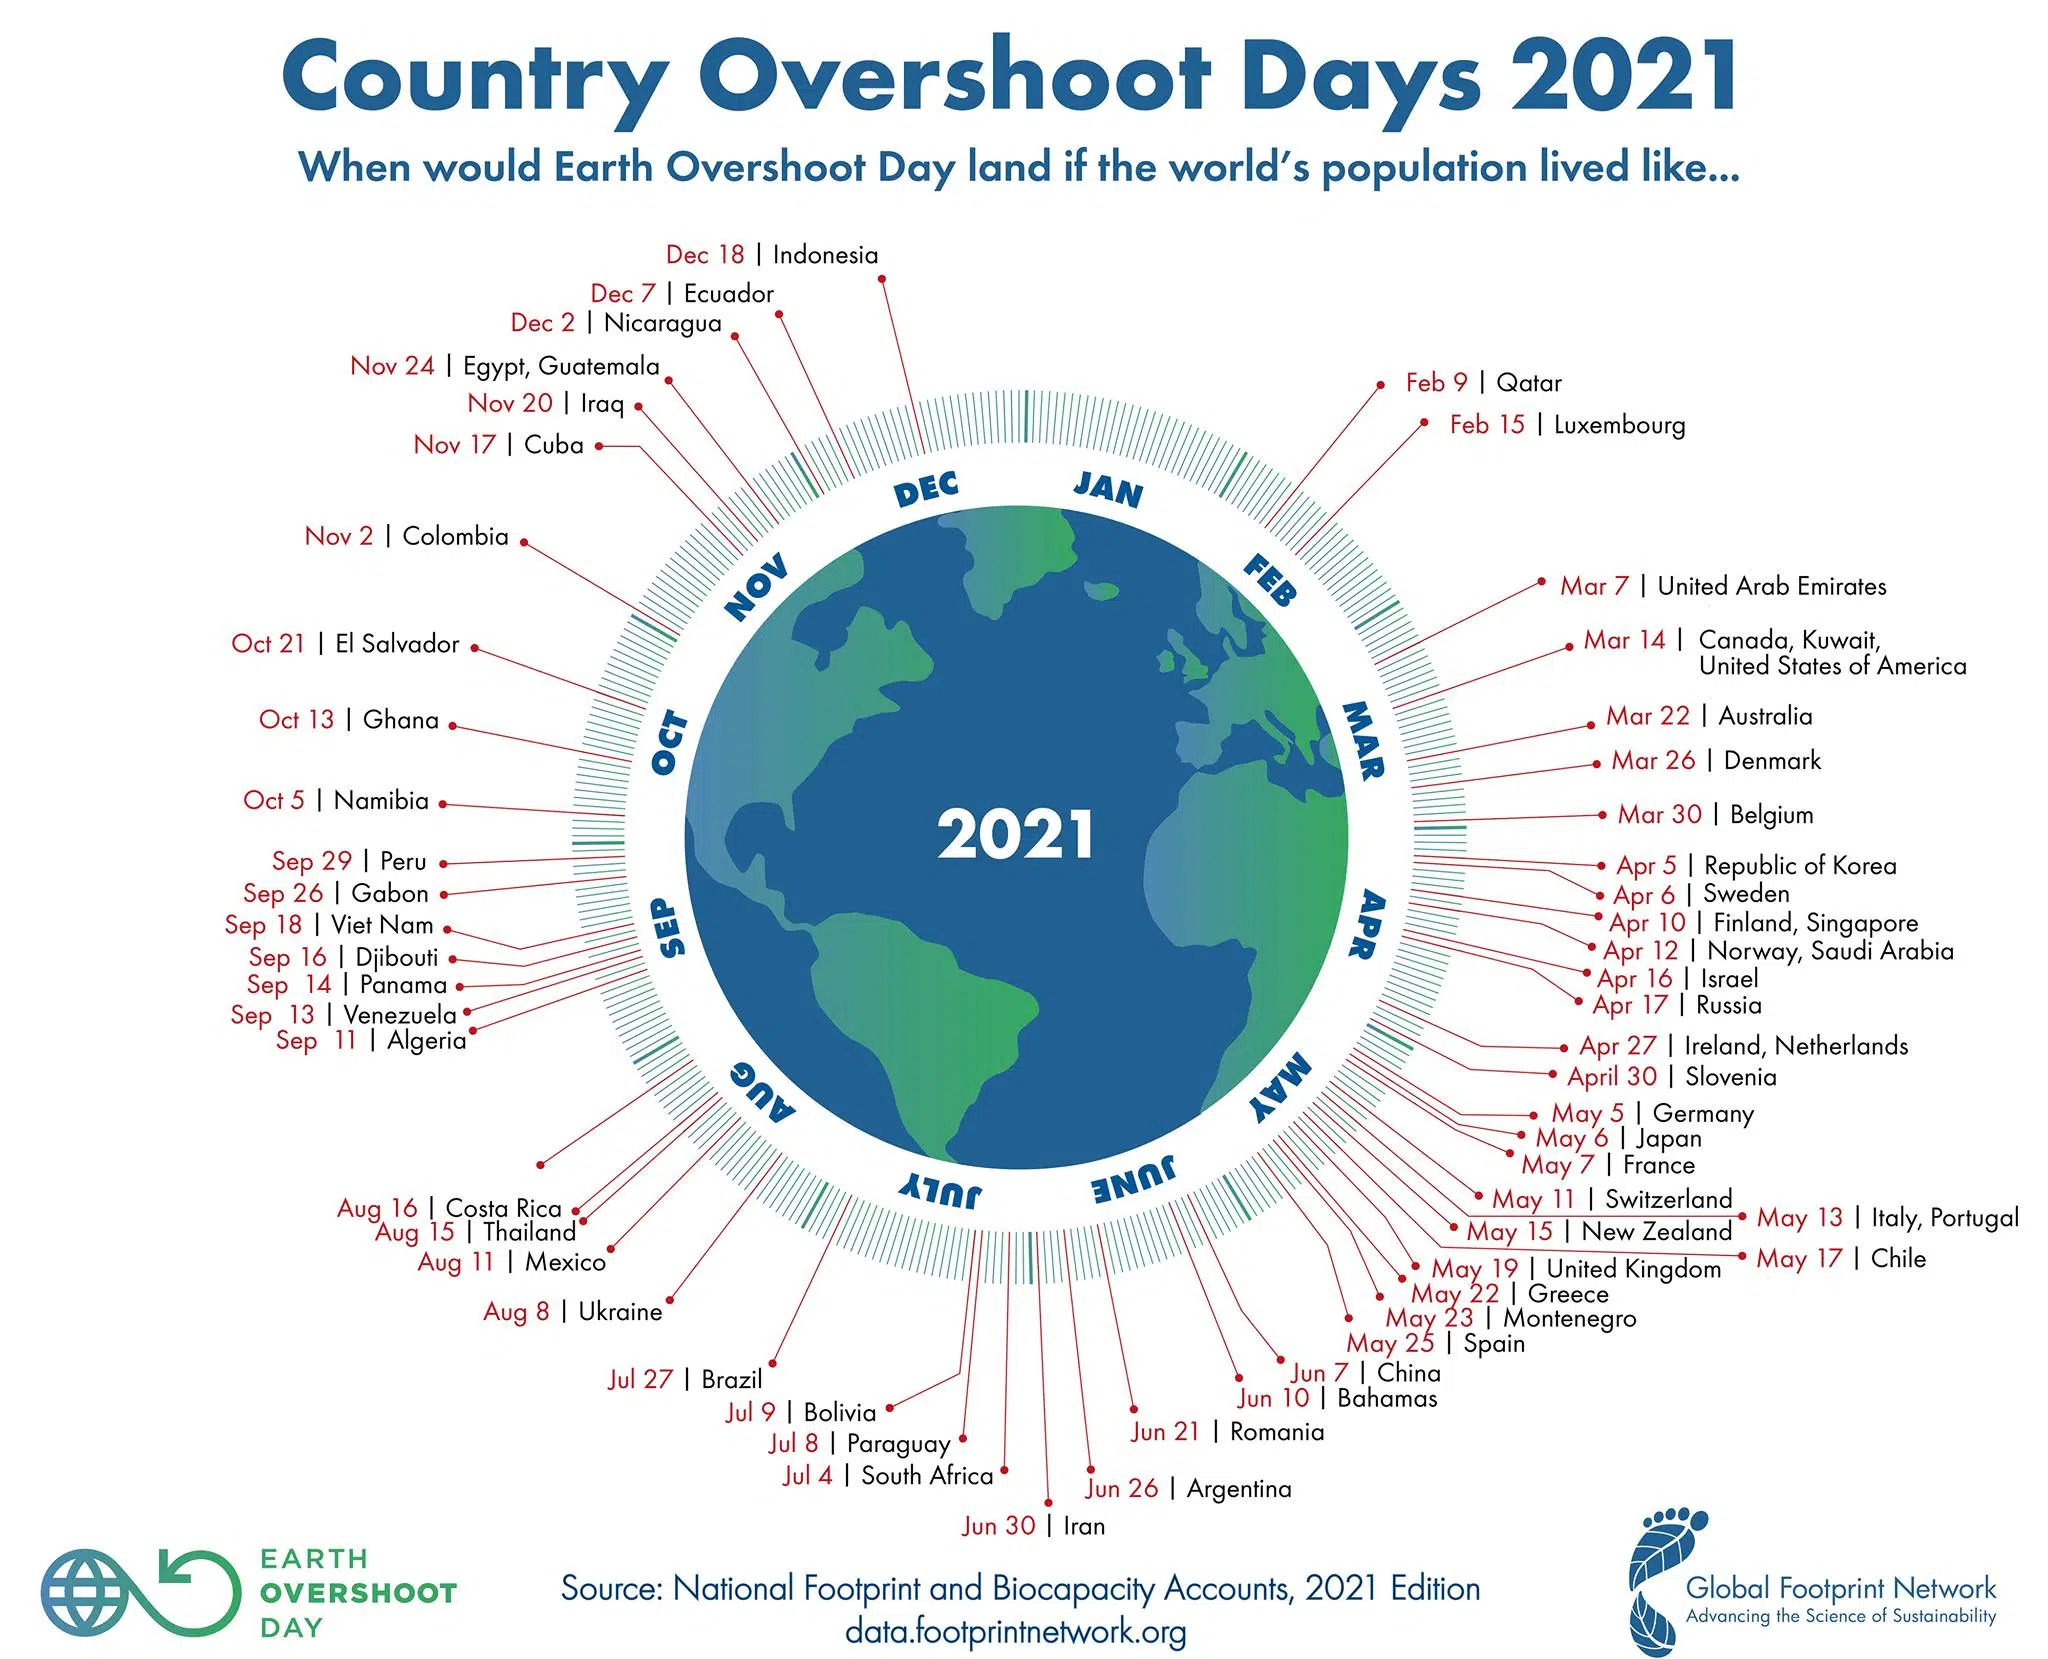 Country Overshoot Days 2021
When would Earth Overshoot Day land if the world's population lived like...
Dec 18 | Indonesia
Dec 7 | Ecuador
Dec 2 | Nicaragua
Nov 24 | Egypt, Guatemala
Nov 20 | Iraq
Nov 17 | Cuba
Nov 2 | Colombia
Oct 21 | El Salvador
Oct 13 | Ghana
Oct 5 | Namibia
Sep 29 | Peru
Sep 26 | Gabon
Sep 18 | Viet Nam
Sep 16 | Djibouti
Sep 14 | Panama
Sep 13 | Venezuela
Sep 11 | Algeria
Aug 16 | Costa Rica
Aug 15 | Thailand
Aug 11 | Mexico
Aug 8 | Ukraine
Jul 27 | Brazil
Jul 9 | Bolivia
Jul 8 | Paraguay
Jul 4 | South Africa
Jun 30 | Iran
Feb 9 | Qatar
Feb 15 | Luxembourg
Mar 7 | United Arab Emirates
Mar 14 | Canada, Kuwait,
United States of America
Mar 22 | Australia
Mar 26 | Denmark
Mar 30 | Belgium
Apr 5 | Republic of Korea
Apr 6 | Sweden
Apr 10 | Finland, Singapore
Apr 12 | Norway, Saudi Arabia
Apr 16 | Israel
Apr 17 | Russia
Apr 27 | Ireland, Netherlands
April 30 | Slovenia
May 5 | Germany
May 6 | Japan
May 7 | France
May 11 | Switzerland
May 13 | Italy, Portugal
May 15 | New Zealand
May 17 | Chile
May 19 | United Kingdom
May 22 | Greece
May 23 | Montenegro
May 25 | Spain
Jun 7 | China
Jun 10 | Bahamas
Jun 21 | Romania
Jun 26 | Argentina
JAN
FEB
MAR
APR
MAY
JUNE
JULY
AUG
SEP
OCT
NOV
DEC
2021
EARTH
OVERSHOOT
DAY
Source: National Footprint and Biocapacity Accounts, 2021 Edition
data.footprintnetwork.org
Global Footprint Network
Advancing the Science of Sustainability